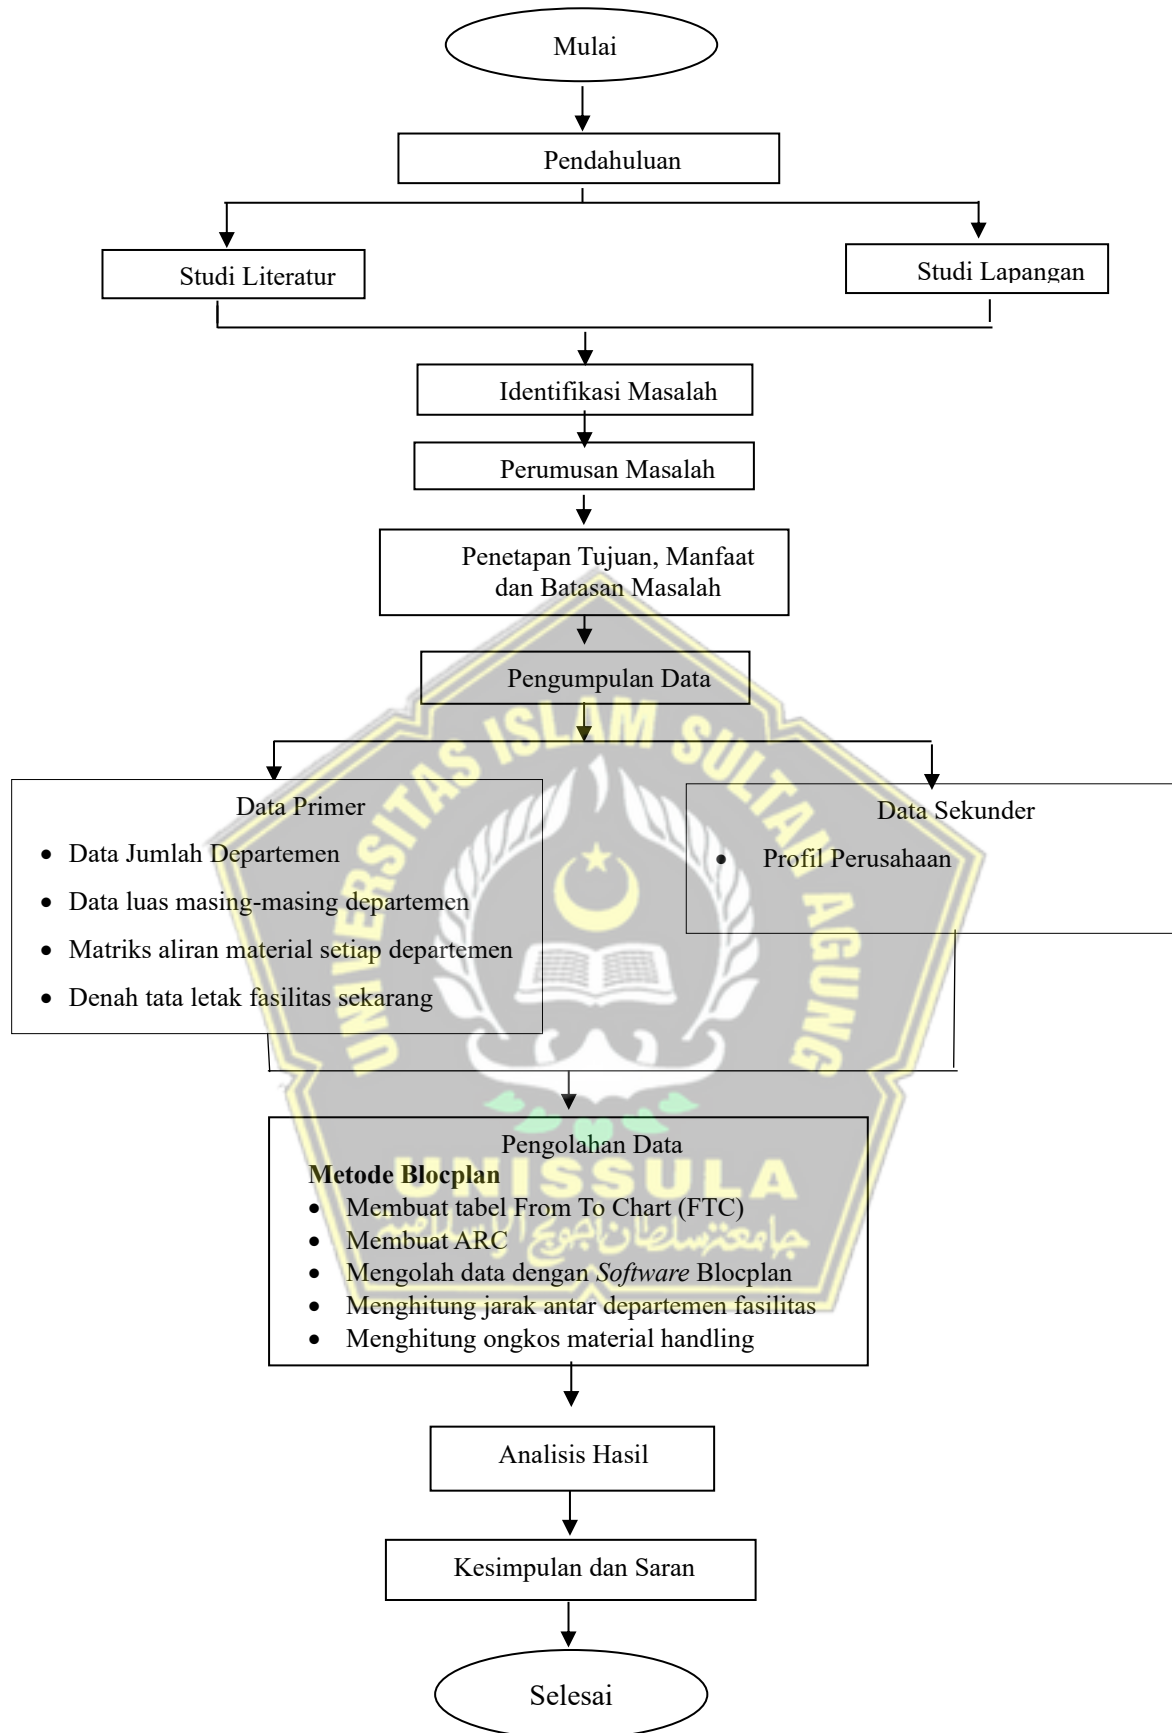 Mulai
Pendahuluan
Studi Literatur
Studi Lapangan
Identifikasi Masalah
Perumusan Masalah
Penetapan Tujuan, Manfaat
dan Batasan Masalah
Pengumpulan Data
Data Primer
• Data Jumlah Departemen
• Data luas masing-masing departemen
• Matriks aliran material setiap departemen
• Denah tata letak fasilitas sekarang
Data Sekunder
• Profil Perusahaan
UNIVERSITAS ISLAM SULTAN AGUNG
UNISSULA
جامعة سلطان أجونج الإسلامية
Pengolahan Data
Metode Blocplan
• Membuat tabel From To Chart (FTC)
• Membuat ARC
• Mengolah data dengan Software Blocplan
• Menghitung jarak antar departemen fasilitas
• Menghitung ongkos material handling
Analisis Hasil
Kesimpulan dan Saran
Selesai